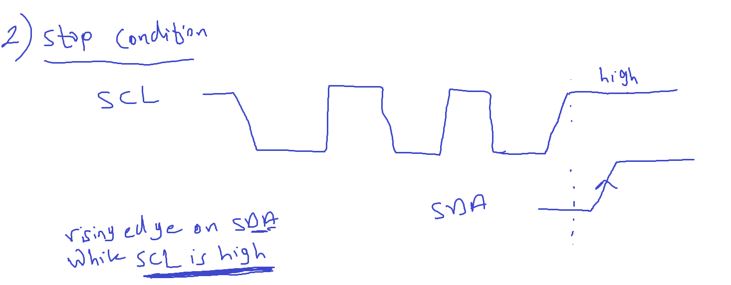 2) Stop Condition
high
SCL
SDA
rising edge on SDA
While SCL is high